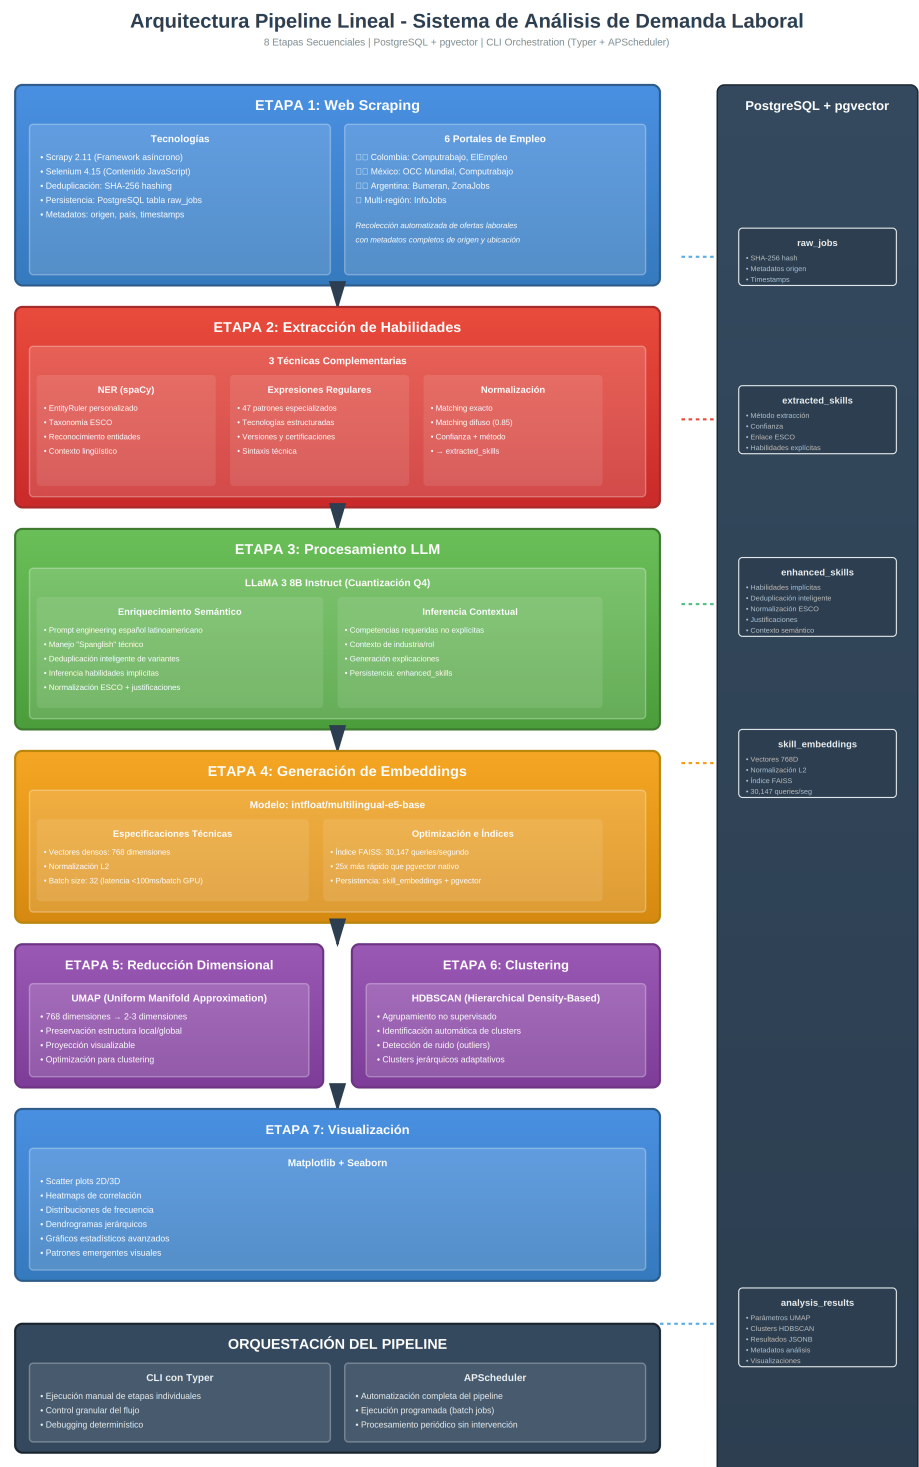 Arquitectura Pipeline Lineal - Sistema de Análisis de Demanda Laboral
8 Etapas Secuenciales | PostgreSQL + pgvector | CLI Orchestration (Typer + APScheduler)
ETAPA 1: Web Scraping
Tecnologías
• Scrapy 2.11 (Framework asíncrono)
• Selenium 4.15 (Contenido JavaScript)
• Deduplicación: SHA-256 hashing
• Persistencia: PostgreSQL tabla raw_jobs
• Metadatos: origen, país, timestamps
6 Portales de Empleo
Colombia: Computrabajo, ElEmpleo
México: OCC Mundial, Computrabajo
Argentina: Bumeran, ZonaJobs
Multi-región: InfoJobs
Recolección automatizada de ofertas laborales
con metadatos completos de origen y ubicación
ETAPA 2: Extracción de Habilidades
3 Técnicas Complementarias
NER (spaCy)
• EntityRuler personalizado
• Taxonomía ESCO
• Reconocimiento entidades
• Contexto lingüístico
Expresiones Regulares
• 47 patrones especializados
• Tecnologías estructuradas
• Versiones y certificaciones
• Sintaxis técnica
Normalización
• Matching exacto
• Matching difuso (0.85)
• Confianza + método
• → extracted_skills
ETAPA 3: Procesamiento LLM
LLaMA 3 8B Instruct (Cuantización Q4)
Enriquecimiento Semántico
• Prompt engineering español latinoamericano
• Manejo "Spanglish" técnico
• Deduplicación inteligente de variantes
• Inferencia habilidades implícitas
• Normalización ESCO + justificaciones
Inferencia Contextual
• Competencias requeridas no explícitas
• Contexto de industria/rol
• Generación explicaciones
• Persistencia: enhanced_skills
ETAPA 4: Generación de Embeddings
Modelo: intfloat/multilingual-e5-base
Especificaciones Técnicas
• Vectores densos: 768 dimensiones
• Normalización L2
• Batch size: 32 (latencia <100ms/batch GPU)
Optimización e Índices
• Índice FAISS: 30,147 queries/segundo
• 25x más rápido que pgvector nativo
• Persistencia: skill_embeddings + pgvector
ETAPA 5: Reducción Dimensional
UMAP (Uniform Manifold Approximation)
• 768 dimensiones → 2-3 dimensiones
• Preservación estructura local/global
• Proyección visualizable
• Optimización para clustering
ETAPA 6: Clustering
HDBSCAN (Hierarchical Density-Based)
• Agrupamiento no supervisado
• Identificación automática de clusters
• Detección de ruido (outliers)
• Clusters jerárquicos adaptativos
ETAPA 7: Visualización
Matplotlib + Seaborn
• Scatter plots 2D/3D
• Heatmaps de correlación
• Distribuciones de frecuencia
• Dendrogramas jerárquicos
• Gráficos estadísticos avanzados
• Patrones emergentes visuales
ORQUESTACIÓN DEL PIPELINE
CLI con Typer
• Ejecución manual de etapas individuales
• Control granular del flujo
• Debugging determinístico
APScheduler
• Automatización completa del pipeline
• Ejecución programada (batch jobs)
• Procesamiento periódico sin intervención
PostgreSQL + pgvector
raw_jobs
• SHA-256 hash
• Metadatos origen
• Timestamps
extracted_skills
• Método extracción
• Confianza
• Enlace ESCO
• Habilidades explícitas
enhanced_skills
• Habilidades implícitas
• Deduplicación inteligente
• Normalización ESCO
• Justificaciones
• Contexto semántico
skill_embeddings
• Vectores 768D
• Normalización L2
• Índice FAISS
• 30,147 queries/seg
analysis_results
• Parámetros UMAP
• Clusters HDBSCAN
• Resultados JSONB
• Metadatos análisis
• Visualizaciones